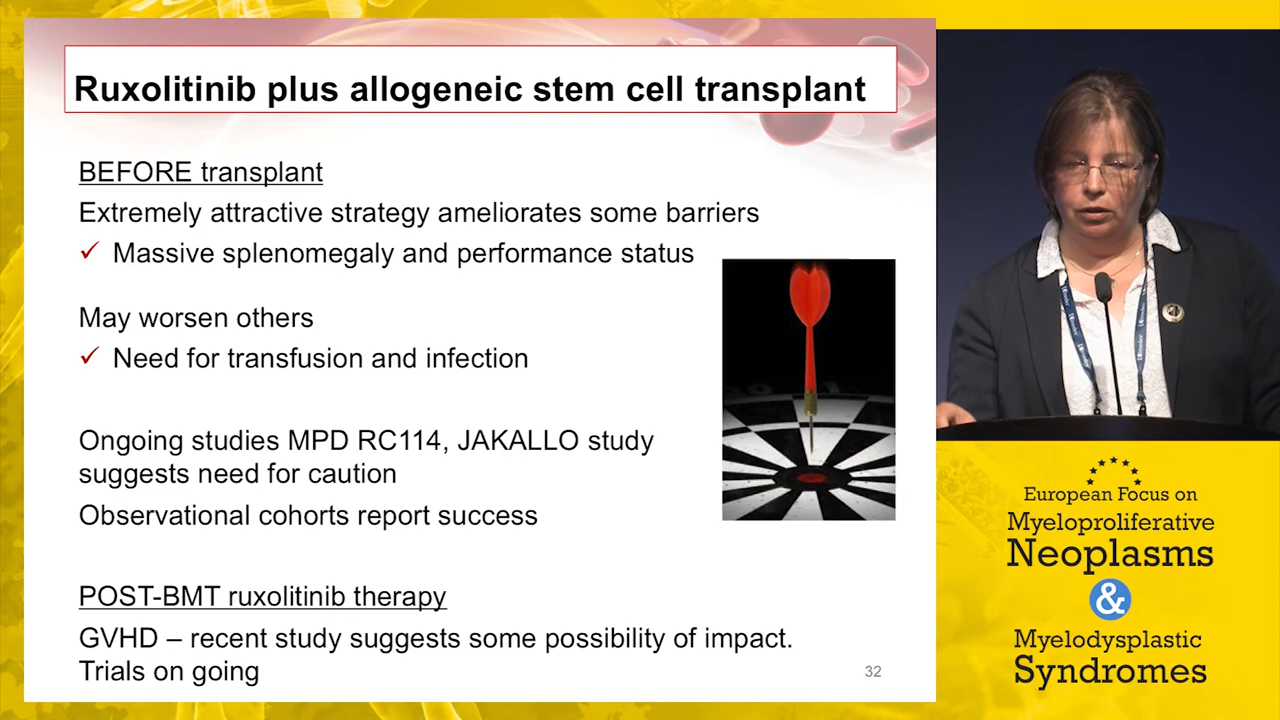 Ruxolitinib plus allogeneic stem cell transplant
BEFORE transplant
Extremely attractive strategy ameliorates some barriers
✓ Massive splenomegaly and performance status
May worsen others
✓ Need for transfusion and infection
Ongoing studies MPD RC114, JAKALLO study
suggests need for caution
Observational cohorts report success
POST-BMT ruxolitinib therapy
GVHD – recent study suggests some possibility of impact.
Trials on going
32
European Focus on
Myeloproliferative
Neoplasms
&
Myelodysplastic
Syndromes